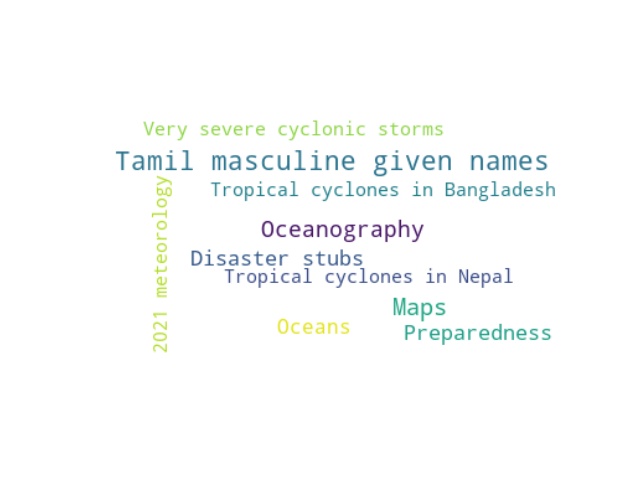 Very severe cyclonic storms
Tamil masculine given names
2021 meteorology
Tropical cyclones in Bangladesh
Oceanography
Disaster stubs
Tropical cyclones in Nepal
Maps
Oceans
Preparedness